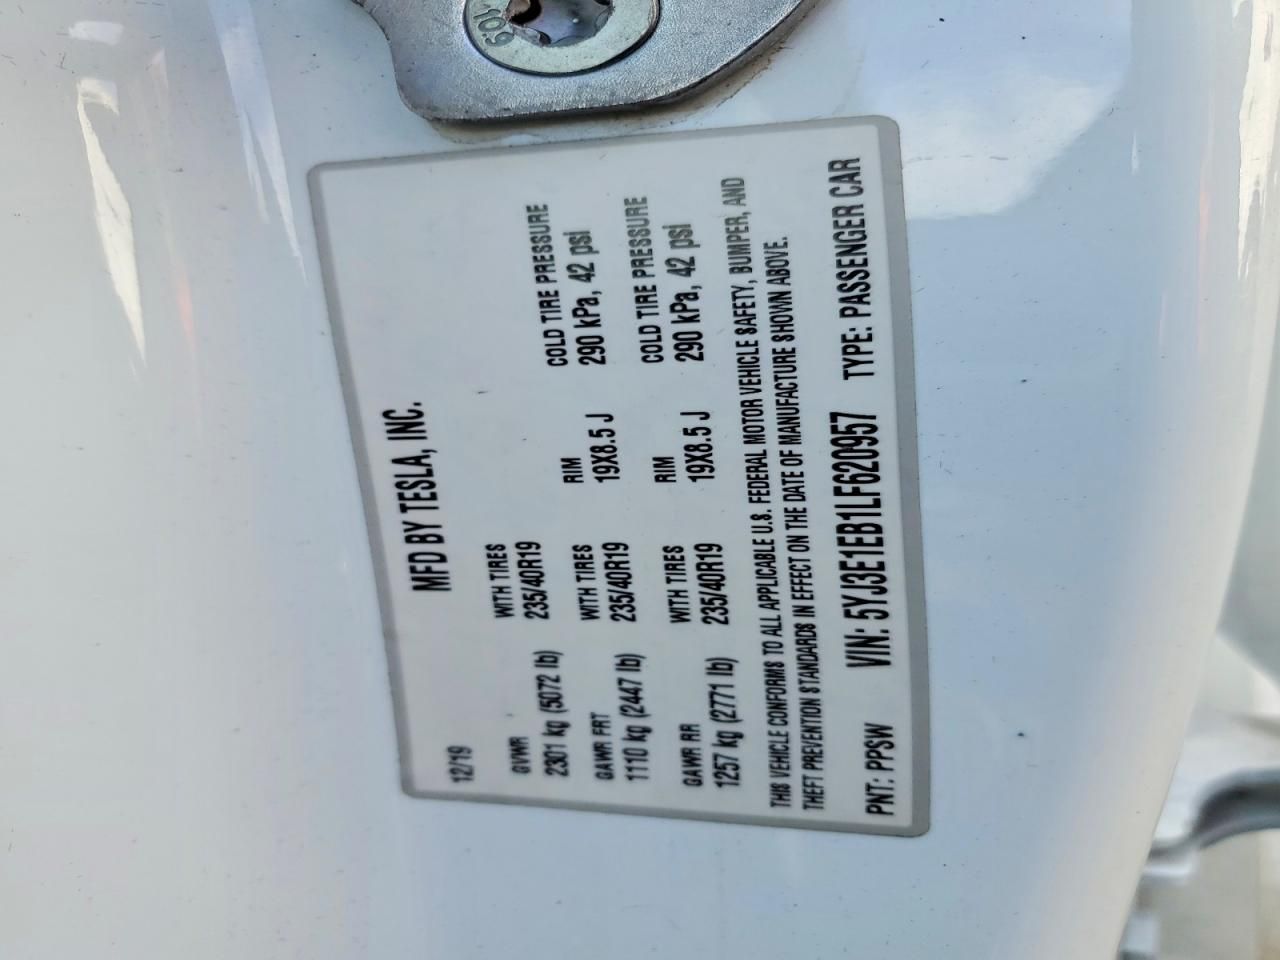 109
MFD BY TESLA, INC.
12/19
GVWR WITH TIRES
2301 kg (5072 lb) 235/40R19 COLD TIRE PRESSURE
GAWR FRT WITH TIRES RIM 290 kPa, 42 psi
1110 kg (2447 lb) 235/40R19 19X8.5 J
GAWR RR WITH TIRES RIM COLD TIRE PRESSURE
1257 kg (2771 lb) 235/40R19 19X8.5 J 290 kPa, 42 psi
THIS VEHICLE CONFORMS TO ALL APPLICABLE U.S. FEDERAL MOTOR VEHICLE SAFETY, BUMPER, AND
THEFT PREVENTION STANDARDS IN EFFECT ON THE DATE OF MANUFACTURE SHOWN ABOVE.
PNT: PPSW VIN: 5YJ3E1EB1LF620957 TYPE: PASSENGER CAR